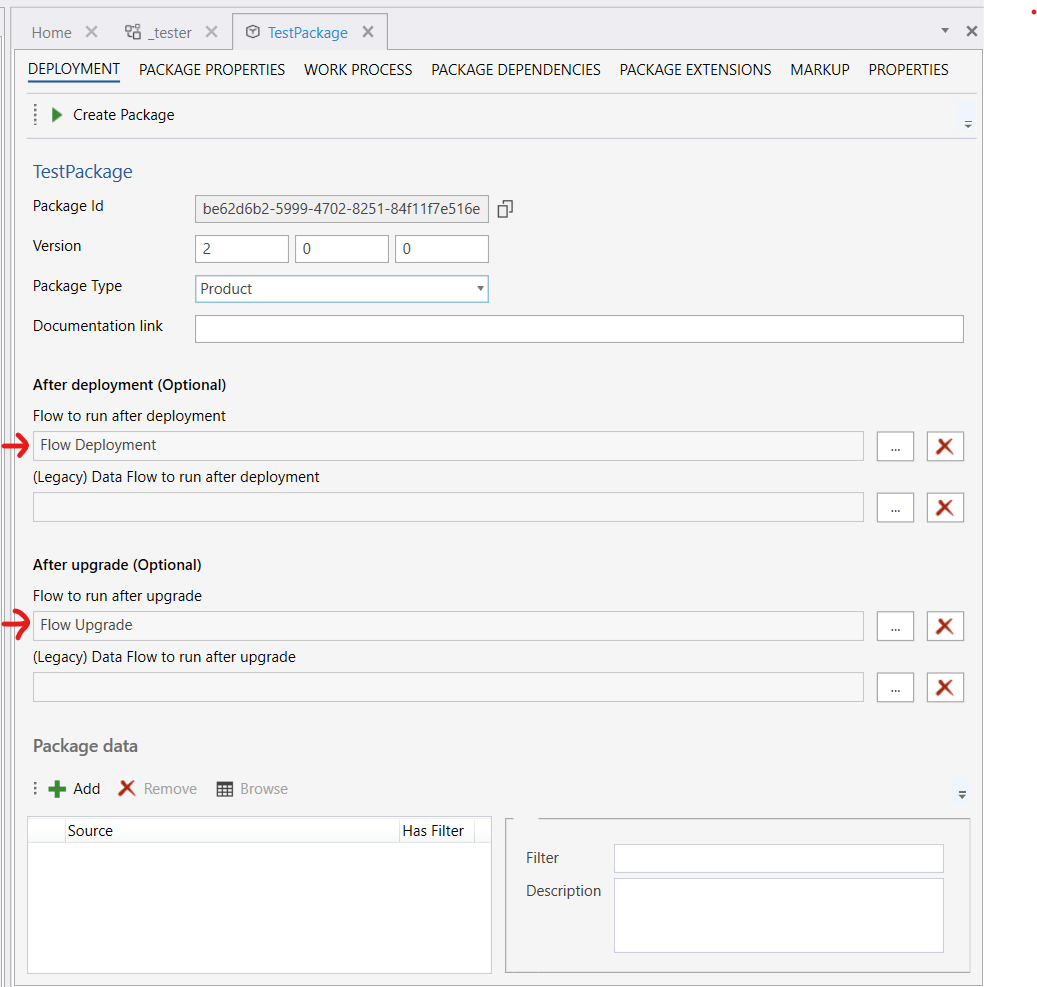 Home _tester TestPackage
DEPLOYMENT PACKAGE PROPERTIES WORK PROCESS PACKAGE DEPENDENCIES PACKAGE EXTENSIONS MARKUP PROPERTIES
Create Package
TestPackage
Package Id be62d6b2-5999-4702-8251-84f11f7e516e
Version 2 0 0
Package Type Product
Documentation link
After deployment (Optional)
Flow to run after deployment
Flow Deployment ...
(Legacy) Data Flow to run after deployment
...
After upgrade (Optional)
Flow to run after upgrade
Flow Upgrade ...
(Legacy) Data Flow to run after upgrade
...
Package data
Add Remove Browse
Source Has Filter
Filter
Description